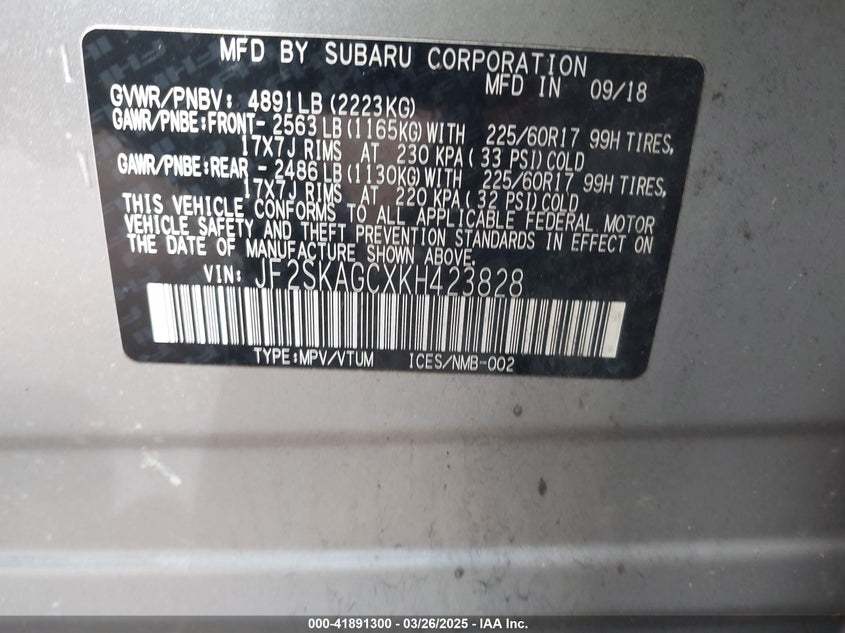 MFD BY SUBARU CORPORATION
MFD IN 09/18
GVWR/PNBV: 4891LB (2223KG)
GAWR/PNBE:FRONT- 2563LB (1165KG) WITH 225/60R17 99H TIRES,
17X7J RIMS AT 230 KPA( 33 PSI) COLD
GAWR/PNBE:REAR - 2486LB (1130KG) WITH 225/60R17 99H TIRES,
17X7J RIMS AT 220 KPA( 32 PSI) COLD
THIS VEHICLE CONFORMS TO ALL APPLICABLE FEDERAL MOTOR
VEHICLE SAFETY AND THEFT PREVENTION STANDARDS IN EFFECT ON
THE DATE OF MANUFACTURE SHOWN ABOVE.
VIN: JF2SKAGCXKH423828
TYPE:MPV/VTUM ICES/NMB-002
000-41891300 - 03/26/2025 - IAA Inc.